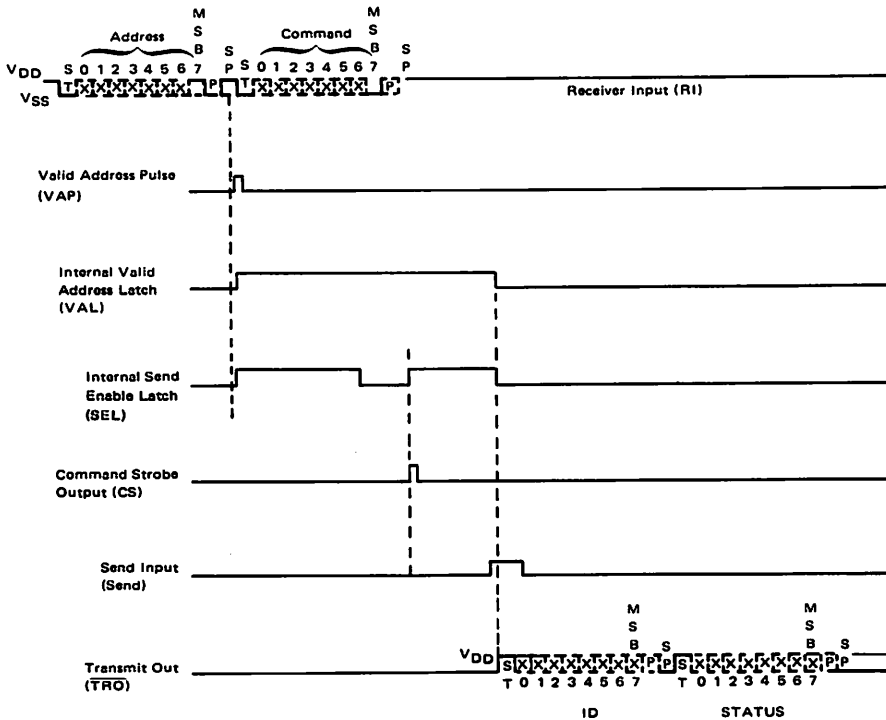 Address
M S B
Command
M S B
S T 0 1 2 3 4 5 6 7 S P S T 0 1 2 3 4 5 6 7 S P
VDD
T X X X X X X X P T X X X X X X X P
VSS
Receiver Input (RI)
Valid Address Pulse
(VAP)
Internal Valid
Address Latch
(VAL)
Internal Send
Enable Latch
(SEL)
Command Strobe
Output (CS)
Send Input
(Send)
M S B
M S B
VDD
S X X X X X X X X P S P S X X X X X X X X P S P
Transmit Out
(TRO)
T 0 1 2 3 4 5 6 7 T 0 1 2 3 4 5 6 7
ID STATUS